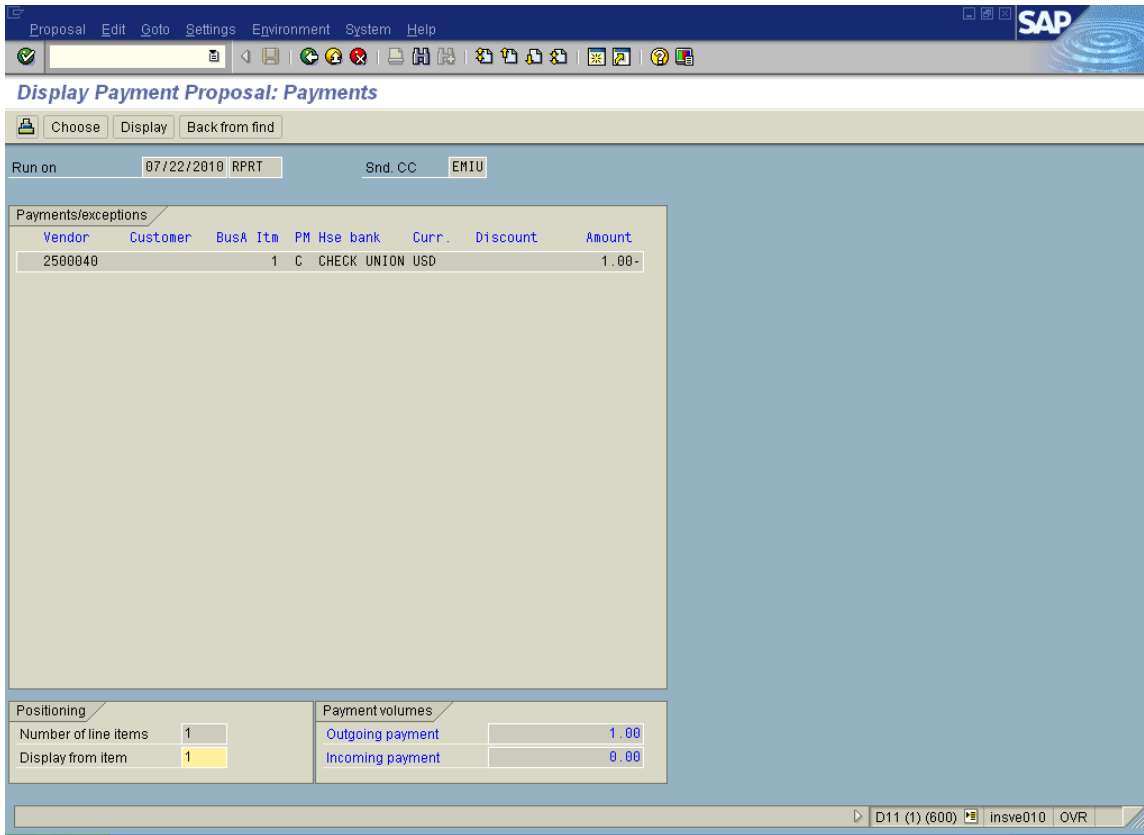 Proposal Edit Goto Settings Environment System Help
SAP
Display Payment Proposal: Payments
Choose Display Back from find
Run on 07/22/2010 RPRT Snd. CC EMIU
Payments/exceptions
Vendor Customer BusA Itm PM Hse bank Curr. Discount Amount
2500040 1 C CHECK UNION USD 1.00-
Positioning
Number of line items 1
Display from item 1
Payment volumes
Outgoing payment 1.00
Incoming payment 0.00
D11 (1) (600) insve010 OVR